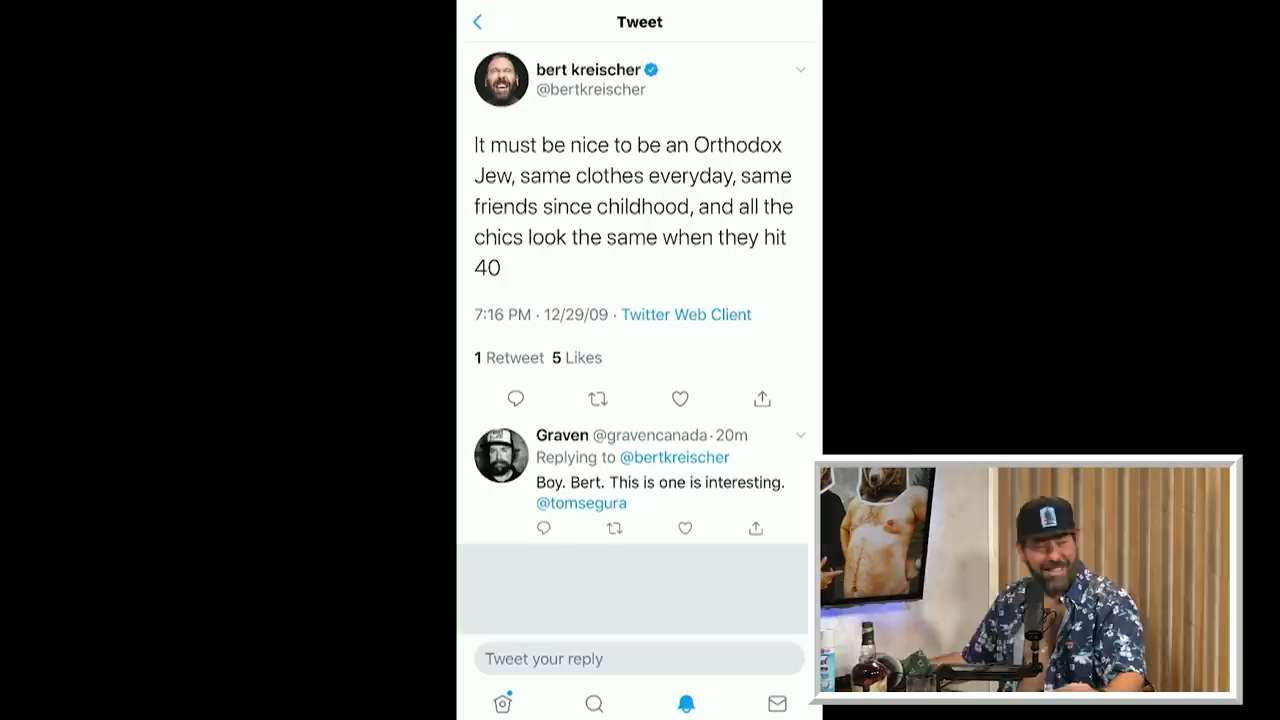 Tweet
bert kreischer
@bertkreischer
It must be nice to be an Orthodox
Jew, same clothes everyday, same
friends since childhood, and all the
chics look the same when they hit
40
7:16 PM · 12/29/09 · Twitter Web Client
1 Retweet 5 Likes
Graven @gravencanada · 20m
Replying to @bertkreischer
Boy. Bert. This is one is interesting.
@tomsegura
Tweet your reply